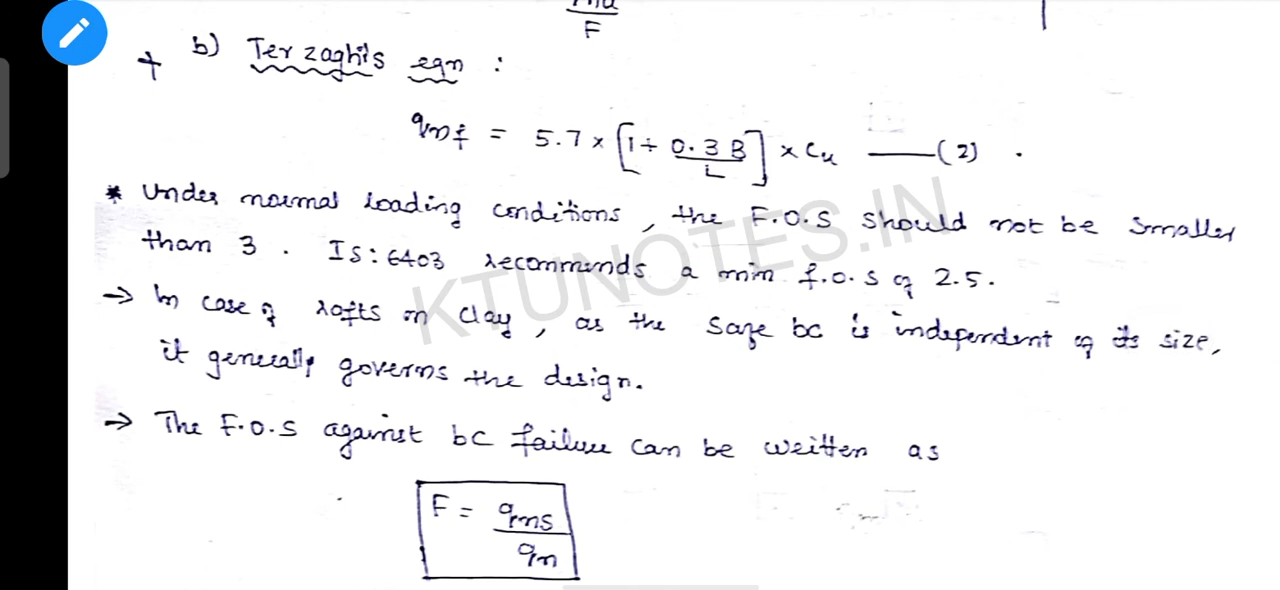 F
+ b) Terzaghi's eqn :
qnf = 5.7 × [1 + 0.3 B/L] × Cu ——(2) .
* Under normal loading conditions, the F.O.S should not be smaller
than 3 . IS: 6403 recommends a min f.o.s of 2.5.
→ In case of rafts on clay, as the safe bc is independent of its size,
it generally governs the design.
→ The F.O.S against bc failure can be written as
F = qns/qn
KTUNOTES.IN